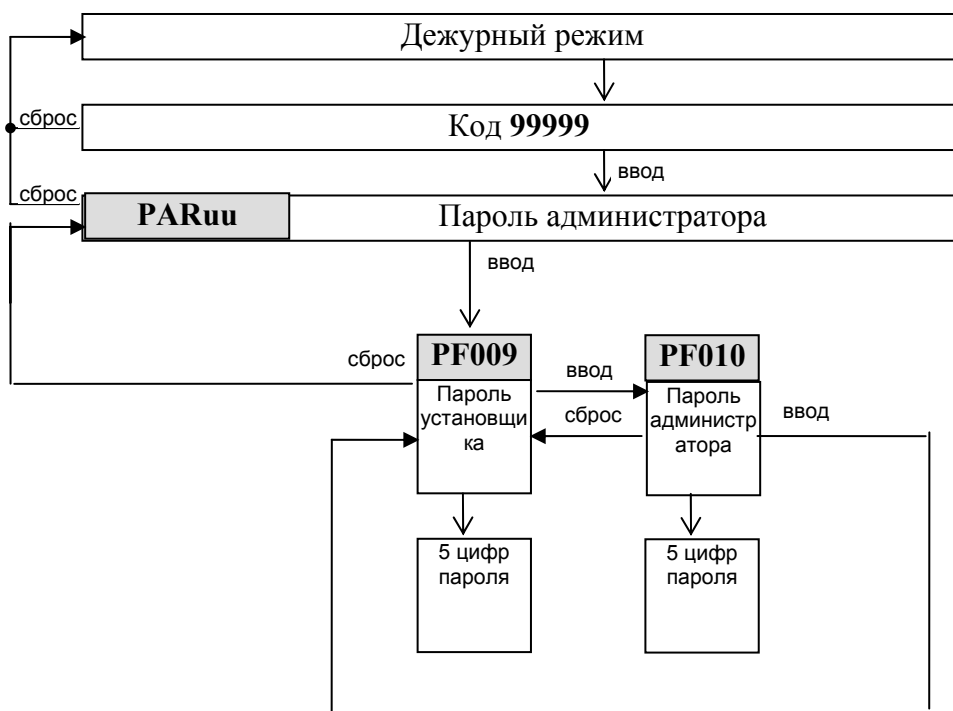 Дежурный режим
сброс
Код 99999
ввод
сброс
PARuu
Пароль администратора
ввод
сброс
PF009
ввод
PF010
Пароль
установщи
ка
сброс
Пароль
администр
атора
ввод
5 цифр
пароля
5 цифр
пароля